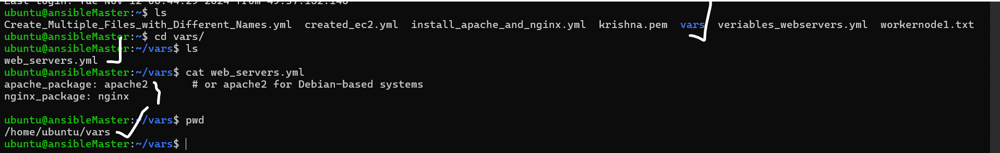 Last login: Tue Nov 12 06:44:29 2024 from 49.37.132.148
ubuntu@ansibleMaster:~$ ls
Create_Multiple_Files_with_Different_Names.yml  created_ec2.yml  install_apache_and_nginx.yml  krishna.pem  vars  veriables_webservers.yml  workernode1.txt
ubuntu@ansibleMaster:~$ cd vars/
ubuntu@ansibleMaster:~/vars$ ls
web_servers.yml
ubuntu@ansibleMaster:~/vars$ cat web_servers.yml
apache_package: apache2       # or apache2 for Debian-based systems
nginx_package: nginx
ubuntu@ansibleMaster:~/vars$ pwd
/home/ubuntu/vars
ubuntu@ansibleMaster:~/vars$